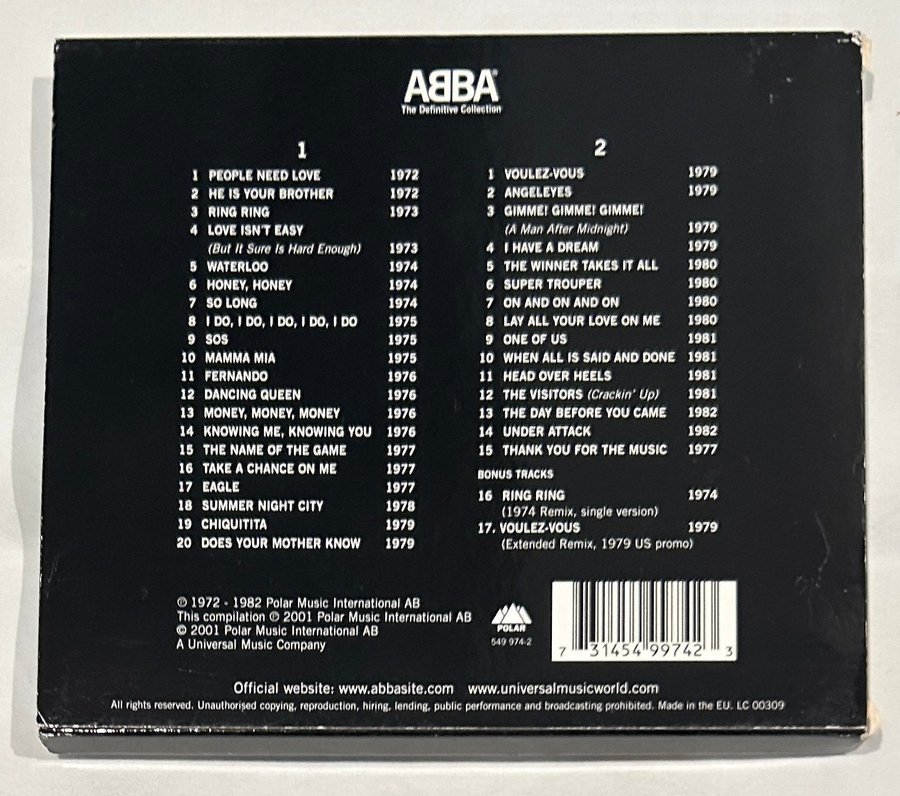 ABBA®
The Definitive Collection
1
1 PEOPLE NEED LOVE 1972
2 HE IS YOUR BROTHER 1972
3 RING RING 1973
4 LOVE ISN'T EASY
(But It Sure Is Hard Enough) 1973
5 WATERLOO 1974
6 HONEY, HONEY 1974
7 SO LONG 1974
8 I DO, I DO, I DO, I DO, I DO 1975
9 SOS 1975
10 MAMMA MIA 1975
11 FERNANDO 1976
12 DANCING QUEEN 1976
13 MONEY, MONEY, MONEY 1976
14 KNOWING ME, KNOWING YOU 1976
15 THE NAME OF THE GAME 1977
16 TAKE A CHANCE ON ME 1977
17 EAGLE 1977
18 SUMMER NIGHT CITY 1978
19 CHIQUITITA 1979
20 DOES YOUR MOTHER KNOW 1979
2
1 VOULEZ-VOUS 1979
2 ANGELEYES 1979
3 GIMME! GIMME! GIMME!
(A Man After Midnight) 1979
4 I HAVE A DREAM 1979
5 THE WINNER TAKES IT ALL 1980
6 SUPER TROUPER 1980
7 ON AND ON AND ON 1980
8 LAY ALL YOUR LOVE ON ME 1980
9 ONE OF US 1981
10 WHEN ALL IS SAID AND DONE 1981
11 HEAD OVER HEELS 1981
12 THE VISITORS (Crackin' Up) 1981
13 THE DAY BEFORE YOU CAME 1982
14 UNDER ATTACK 1982
15 THANK YOU FOR THE MUSIC 1977
BONUS TRACKS
16 RING RING 1974
(1974 Remix, single version)
17. VOULEZ-VOUS 1979
(Extended Remix, 1979 US promo)
℗ 1972 - 1982 Polar Music International AB
This compilation ℗ 2001 Polar Music International AB
© 2001 Polar Music International AB
A Universal Music Company
POLAR
549 974-2
7 31454 99742 3
Official website: www.abbasite.com www.universalmusicworld.com
All rights reserved. Unauthorised copying, reproduction, hiring, lending, public performance and broadcasting prohibited. Made in the EU. LC 00309